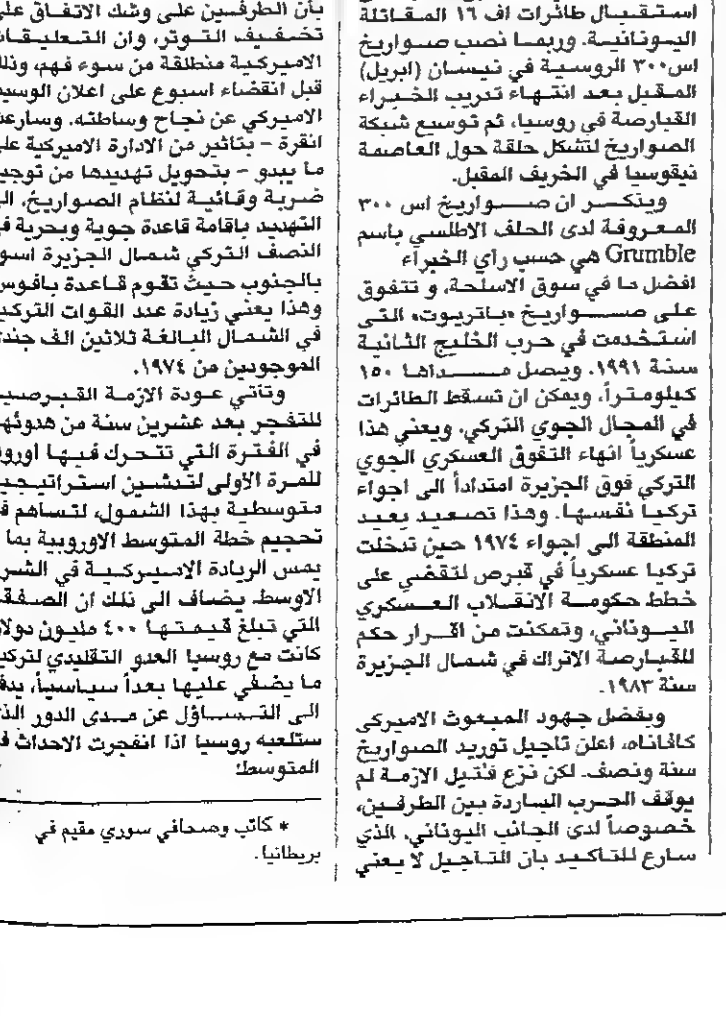 استقبال طائرات اف ١٦ المقاتلة
اليونانية. وربما نصب صواريخ
اس٣٠٠ الروسية في نيسان (ابريل)
المقبل بعد انتهاء تدريب الخبراء
القبارصة في روسيا، ثم توسيع شبكة
الصواريخ لتشكل حلقة حول العاصمة
نيقوسيا في الخريف المقبل.
ويذكر ان صواريخ اس ٣٠٠
المعروفة لدى الحلف الاطلسي باسم
Grumble هي حسب رأي الخبراء
افضل ما في سوق الاسلحة، و تتفوق
على صواريخ «باتريوت» التي
استخدمت في حرب الخليج الثانية
سنة ١٩٩١. ويصل مداها ١٥٠
كيلومتراً، ويمكن ان تسقط الطائرات
في المجال الجوي التركي، ويعني هذا
عسكرياً انهاء التفوق العسكري الجوي
التركي فوق الجزيرة امتداداً الى اجواء
تركيا نفسها. وهذا تصعيد يعيد
المنطقة الى اجواء ١٩٧٤ حين تدخلت
تركيا عسكرياً في قبرص لتقضي على
خطط حكومة الانقلاب العسكري
اليوناني، وتمكنت من اقرار حكم
للقبارصة الاتراك في شمال الجزيرة
سنة ١٩٨٣.
وبفضل جهود المبعوث الاميركي
كافاناه، اعلن تأجيل توريد الصواريخ
سنة ونصف. لكن نزع فتيل الازمة لم
يوقف الحرب الباردة بين الطرفين،
خصوصاً لدى الجانب اليوناني، الذي
سارع للتأكيد بان التأجيل لا يعني
بأن الطرفين على وشك الاتفاق على
تخفيف التوتر، وان التعليقات
الاميركية منطلقة من سوء فهم، وذلك
قبل انقضاء اسبوع على اعلان الوسيط
الاميركي عن نجاح وساطته. وسارعت
انقرة - بتأثير من الادارة الاميركية على
ما يبدو - بتحويل تهديدها من توجيه
ضربة وقائية لنظام الصواريخ، الى
التهديد باقامة قاعدة جوية وبحرية في
النصف التركي شمال الجزيرة اسوة
بالجنوب حيث تقوم قاعدة بافوس
وهذا يعني زيادة عدد القوات التركية
في الشمال البالغة ثلاثين الف جندي
الموجودين من ١٩٧٤.
وتأتي عودة الازمة القبرصية
للتفجر بعد عشرين سنة من هدوئها
في الفترة التي تتحرك فيها اوروبا
للمرة الاولى لتدشين استراتيجية
متوسطية بهذا الشمول، لتساهم في
تحجيم خطة المتوسط الاوروبية بما
يمس الريادة الاميركية في الشرق
الاوسط. يضاف الى ذلك ان الصفقة
التي تبلغ قيمتها ٤٠٠ مليون دولار
كانت مع روسيا العدو التقليدي لتركيا
ما يضفي عليها بعداً سياسياً، يدفع
الى التساؤل عن مدى الدور الذي
ستلعبه روسيا اذا انفجرت الاحداث في
المتوسط؟
* كاتب وصحافي سوري مقيم في
بريطانيا.